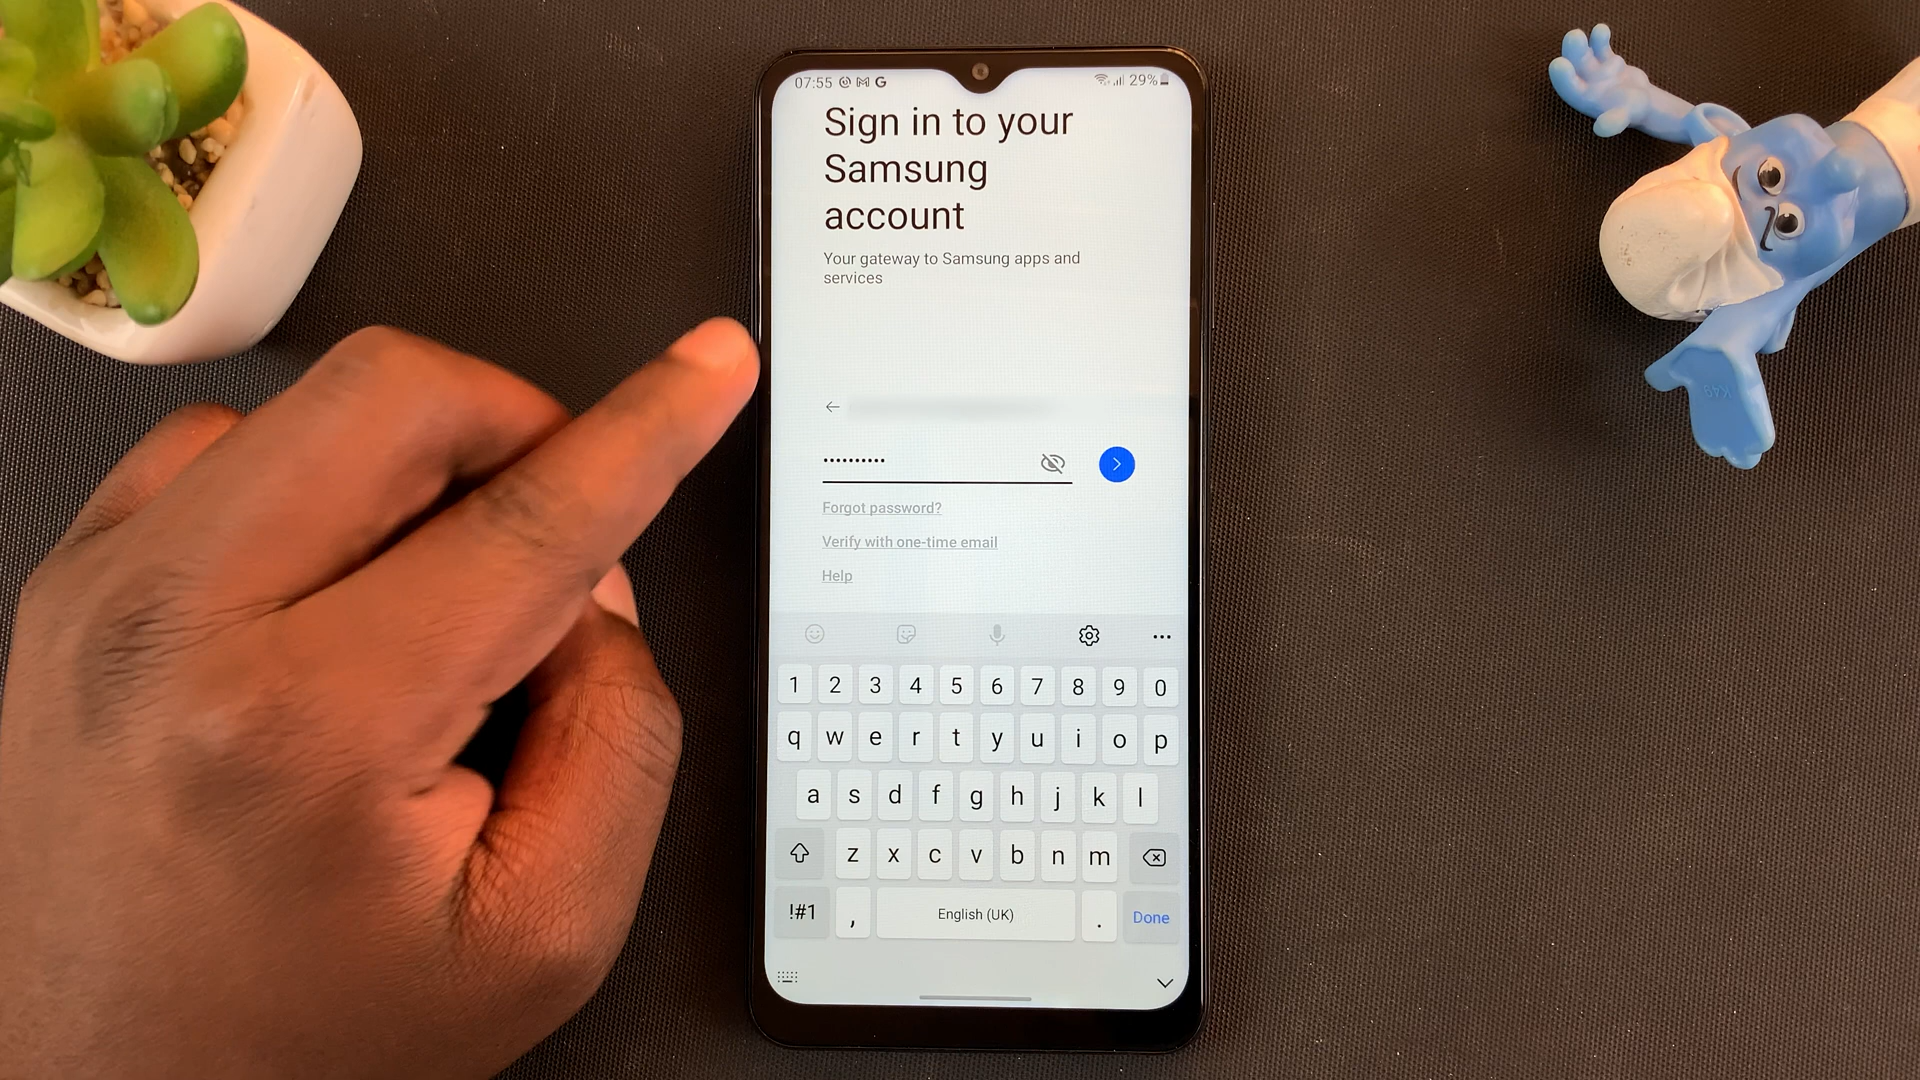 07:55 29%
Sign in to your
Samsung
account
Your gateway to Samsung apps and
services
••••••••••
Forgot password?
Verify with one-time email
Help
1 2 3 4 5 6 7 8 9 0
q w e r t y u i o p
a s d f g h j k l
z x c v b n m
!#1 , English (UK) . Done